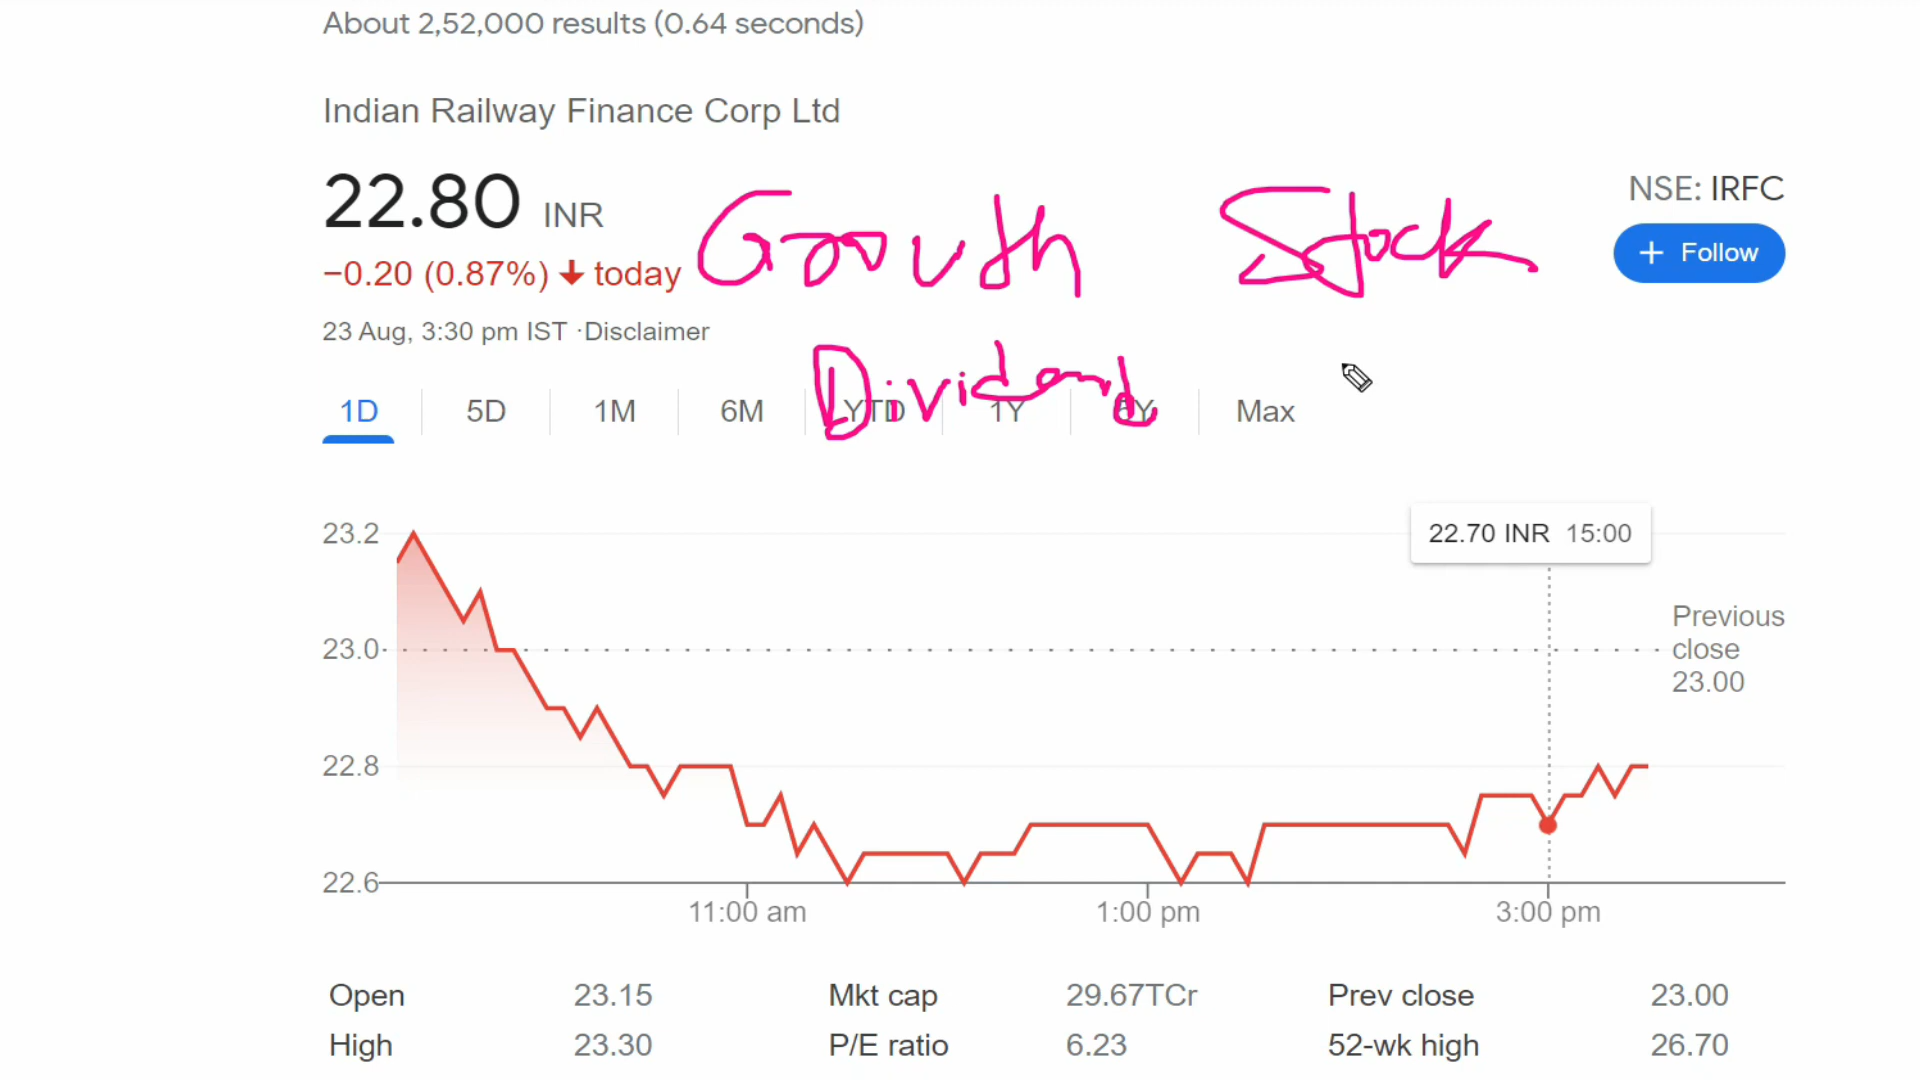 About 2,52,000 results (0.64 seconds)
Indian Railway Finance Corp Ltd
22.80 INR
Goouth Stock
NSE: IRFC
−0.20 (0.87%) ↓ today
+ Follow
23 Aug, 3:30 pm IST ·Disclaimer
Dividand
1D 5D 1M 6M YTD 1Y 5Y Max
23.2
22.70 INR 15:00
23.0
Previous
close
23.00
22.8
22.6
11:00 am 1:00 pm 3:00 pm
Open 23.15 Mkt cap 29.67TCr Prev close 23.00
High 23.30 P/E ratio 6.23 52-wk high 26.70